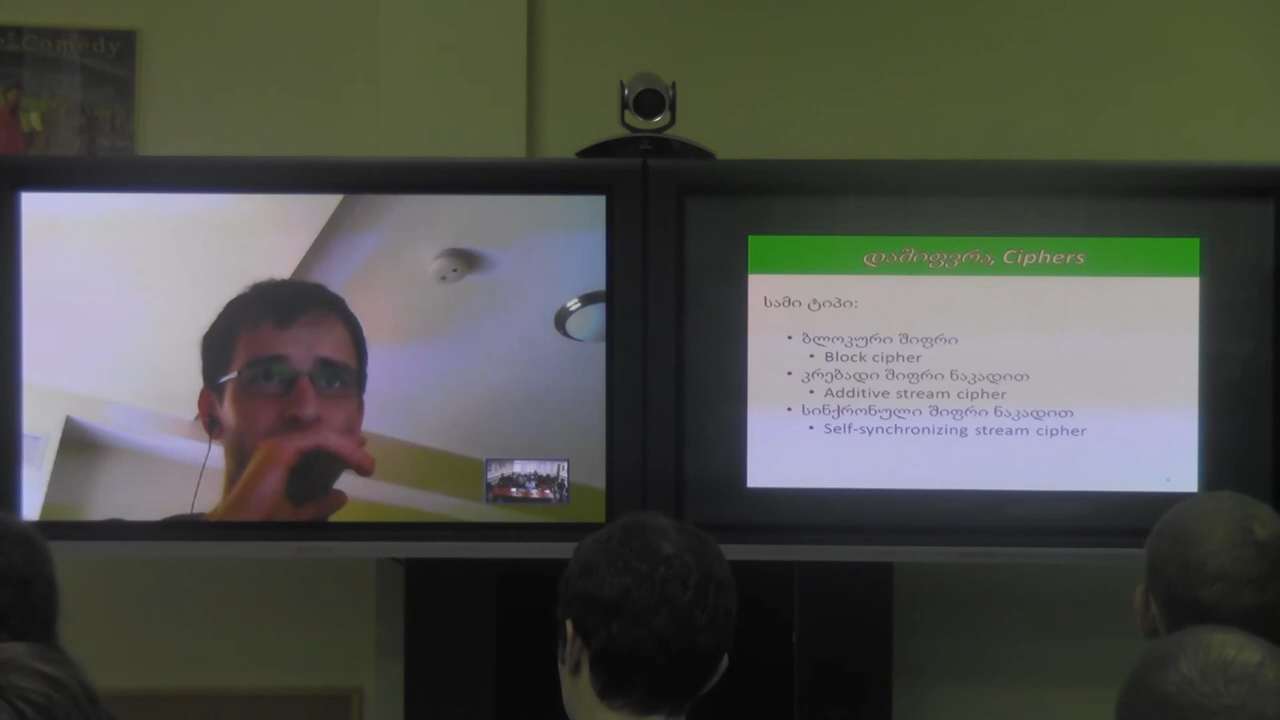 Comedy
დაშიფვრა, Ciphers
სამი ტიპი:
• ბლოკური შიფრი
• Block cipher
• კრებადი შიფრი ნაკადით
• Additive stream cipher
• სინქრონული შიფრი ნაკადით
• Self-synchronizing stream cipher